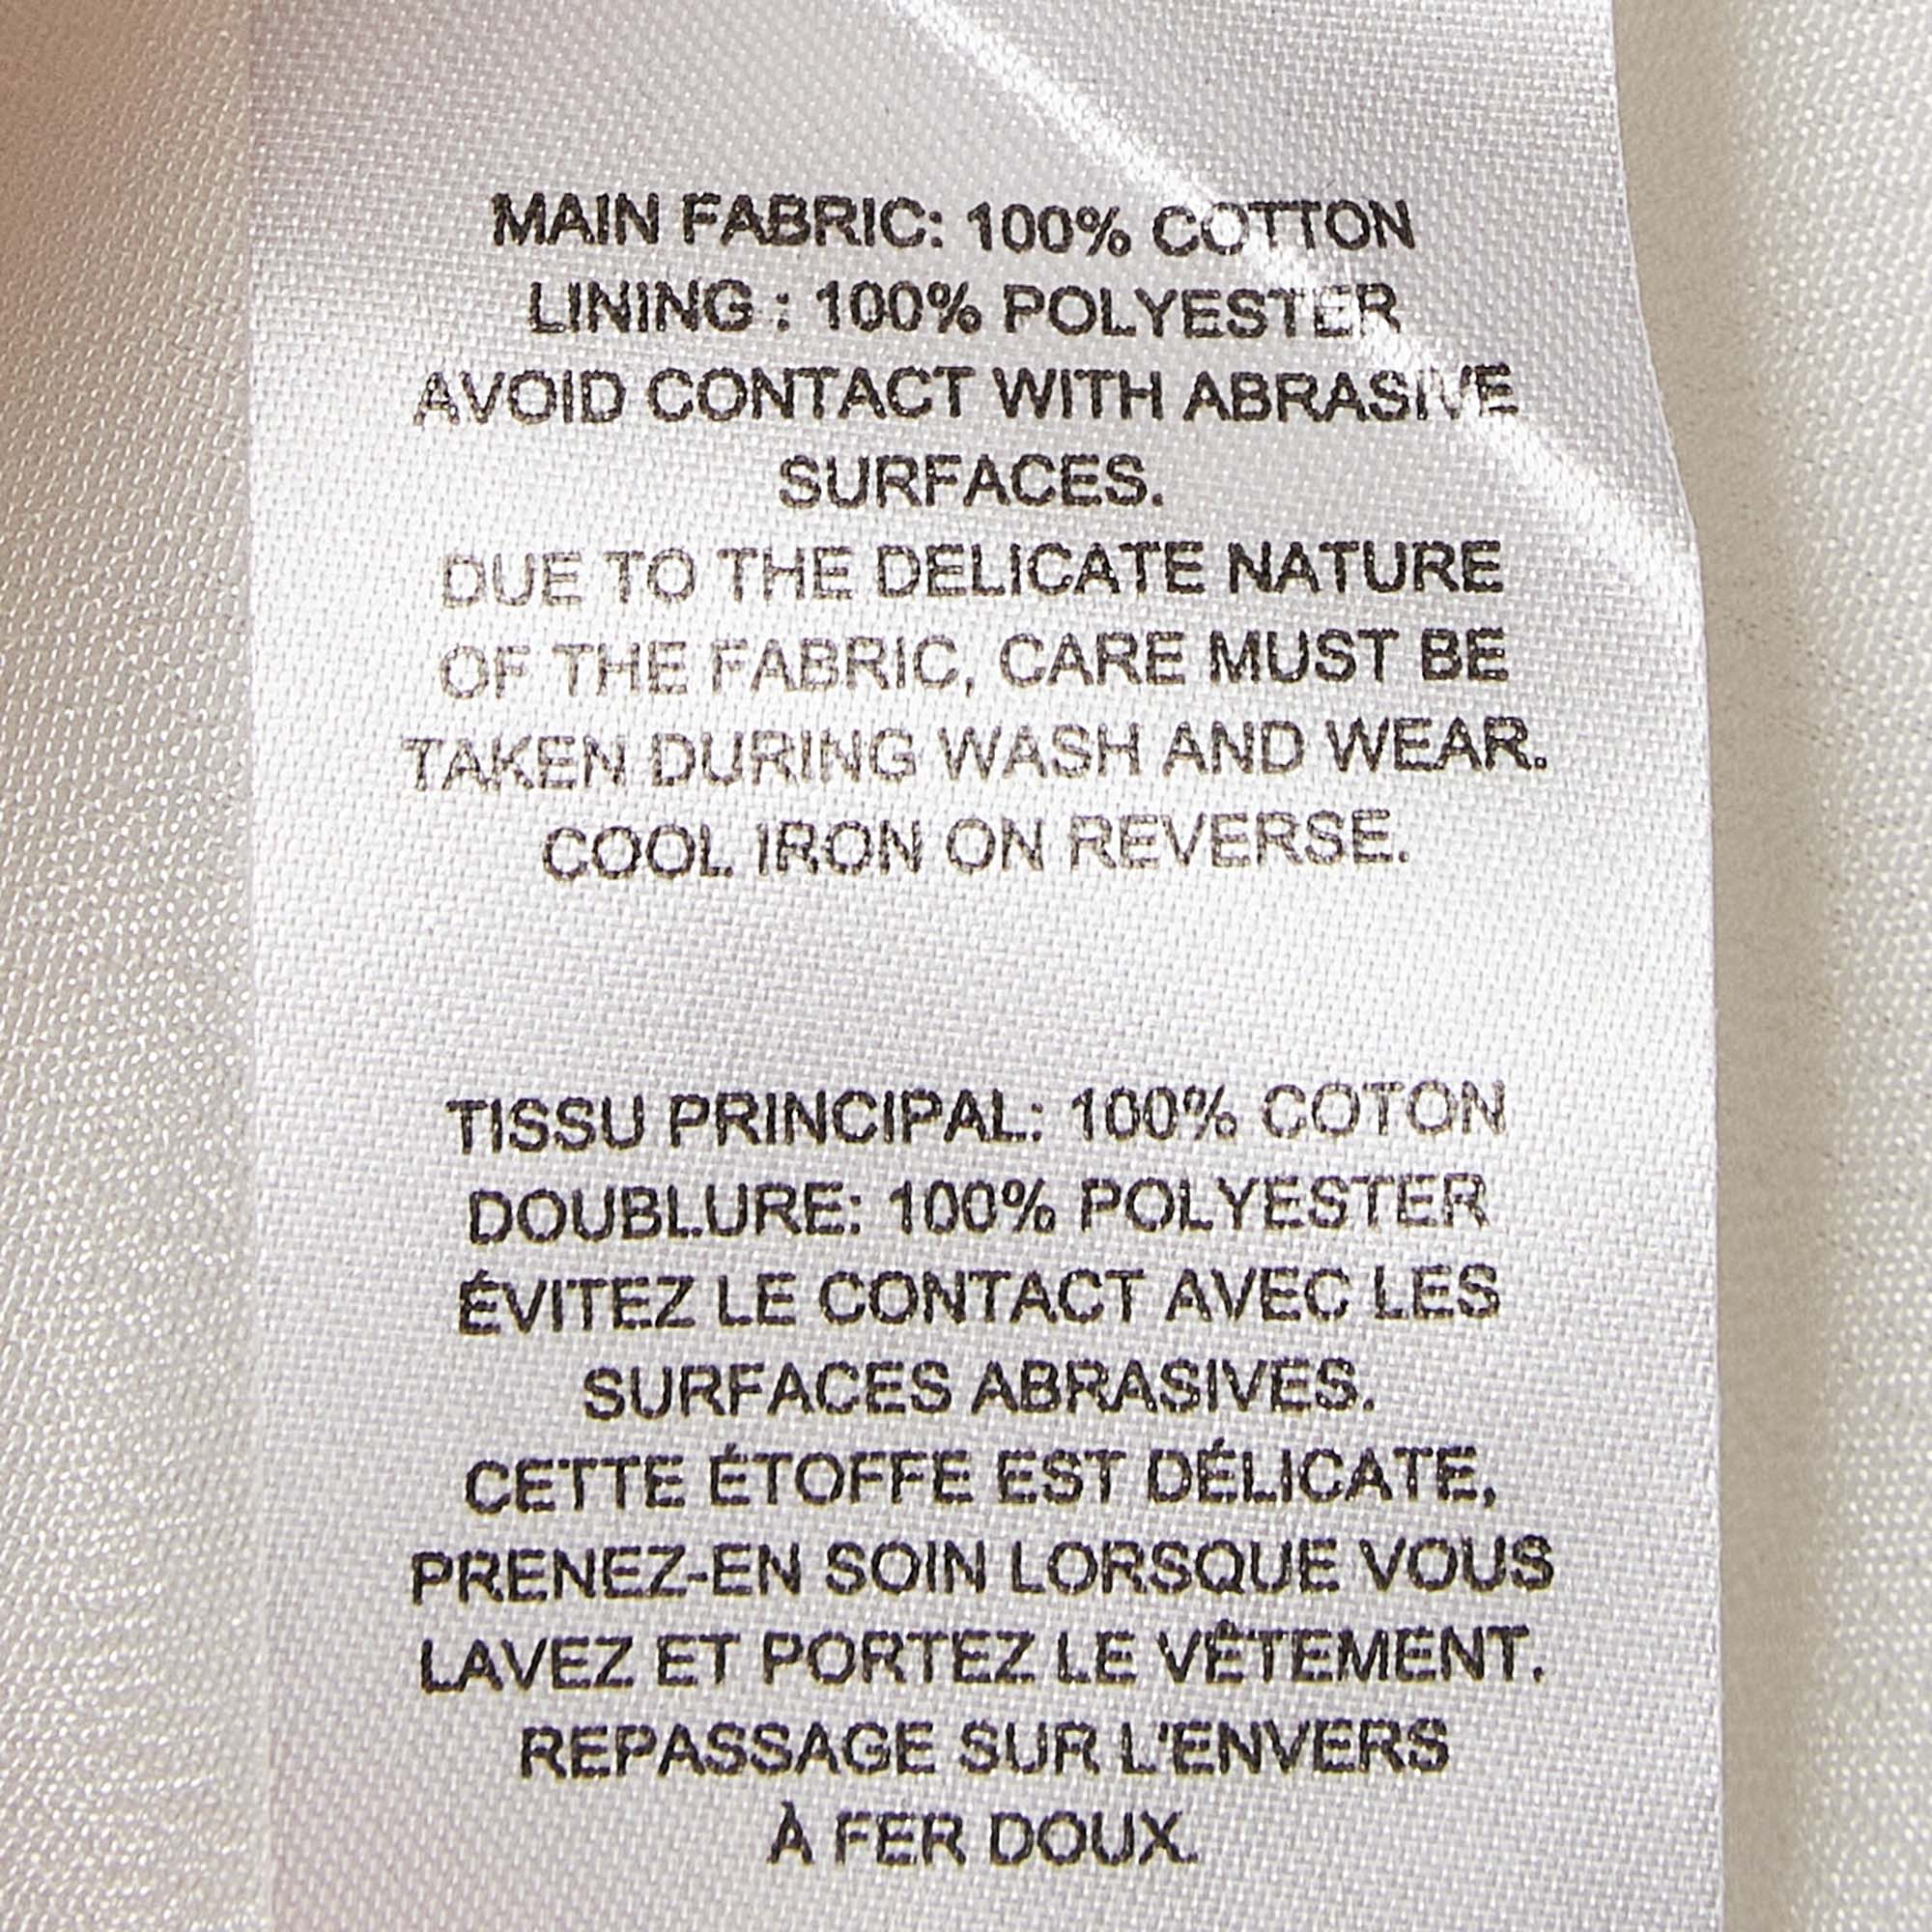 MAIN FABRIC: 100% COTTON
LINING : 100% POLYESTER
AVOID CONTACT WITH ABRASIVE
SURFACES.
DUE TO THE DELICATE NATURE
OF THE FABRIC, CARE MUST BE
TAKEN DURING WASH AND WEAR.
COOL IRON ON REVERSE.
TISSU PRINCIPAL: 100% COTON
DOUBLURE: 100% POLYESTER
ÉVITEZ LE CONTACT AVEC LES
SURFACES ABRASIVES.
CETTE ÉTOFFE EST DÉLICATE,
PRENEZ-EN SOIN LORSQUE VOUS
LAVEZ ET PORTEZ LE VÊTEMENT.
REPASSAGE SUR L'ENVERS
À FER DOUX.